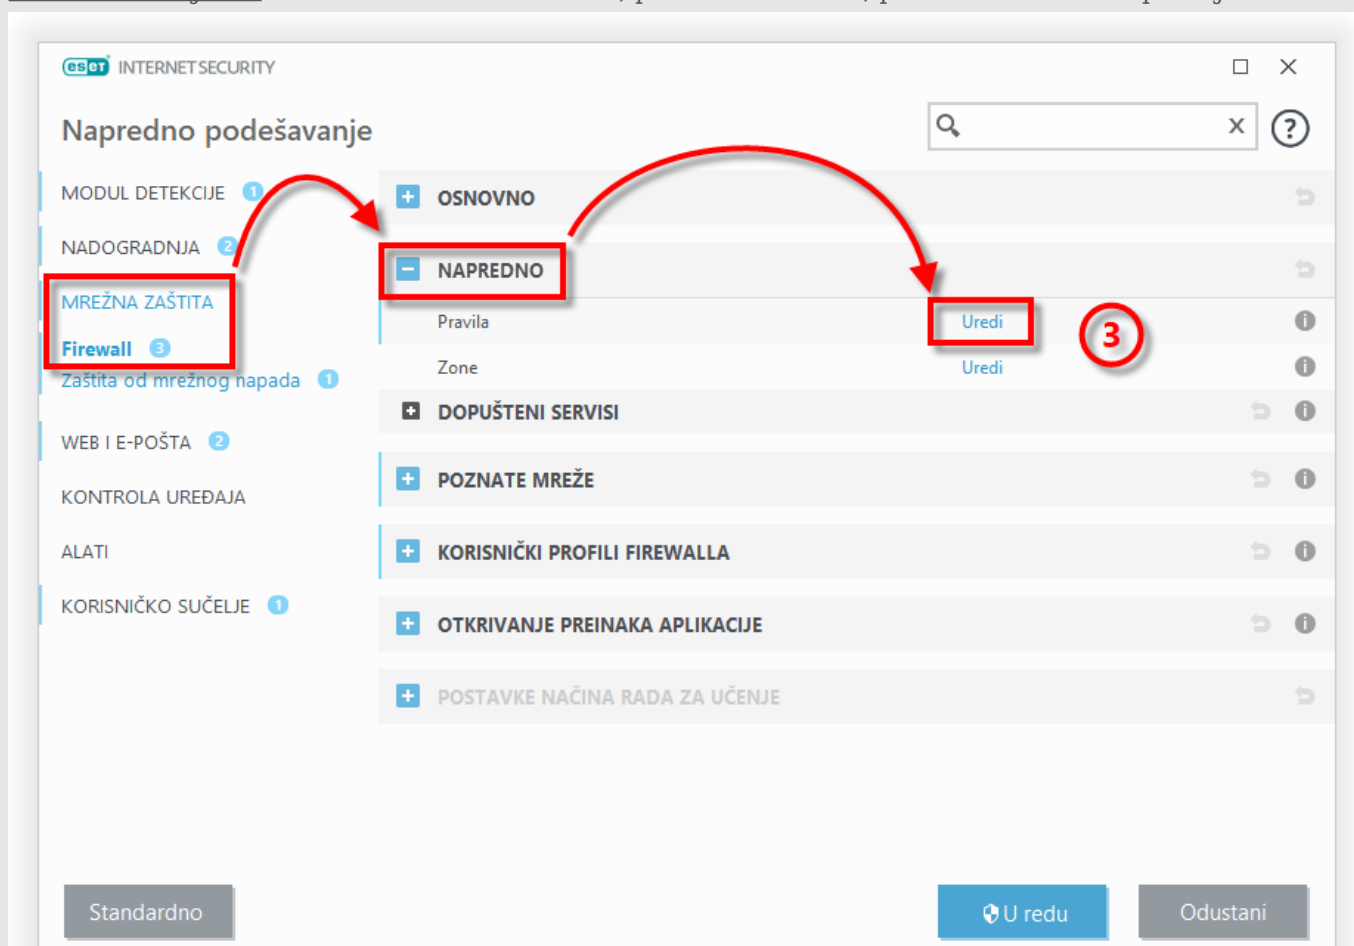 eset INTERNET SECURITY
Napredno podešavanje
x
?
MODUL DETEKCIJE 1
NADOGRADNJA 2
MREŽNA ZAŠTITA
Firewall 3
Zaštita od mrežnog napada 1
WEB I E-POŠTA 2
KONTROLA UREĐAJA
ALATI
KORISNIČKO SUČELJE 1
OSNOVNO
NAPREDNO
Pravila Uredi 3
Zone Uredi
DOPUŠTENI SERVISI
POZNATE MREŽE
KORISNIČKI PROFILI FIREWALLA
OTKRIVANJE PREINAKA APLIKACIJE
POSTAVKE NAČINA RADA ZA UČENJE
Standardno
U redu
Odustani